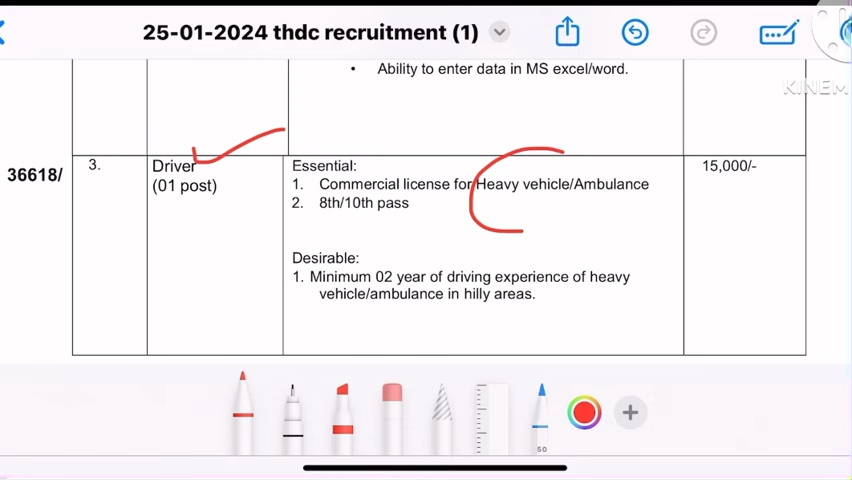 25-01-2024 thdc recruitment (1)
KINEM
• Ability to enter data in MS excel/word.
36618/
3.
Driver
(01 post)
Essential:
1. Commercial license for Heavy vehicle/Ambulance
2. 8th/10th pass
Desirable:
1. Minimum 02 year of driving experience of heavy
vehicle/ambulance in hilly areas.
15,000/-
50